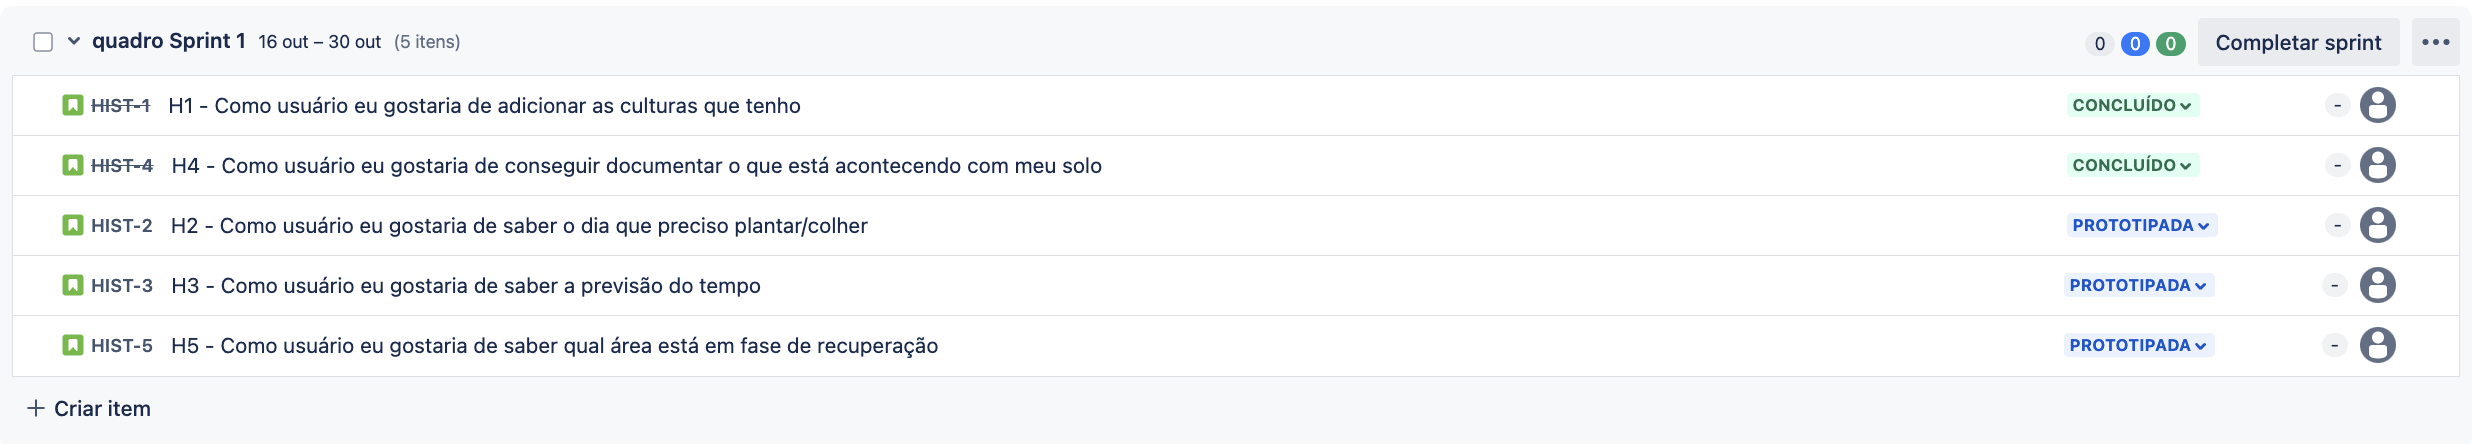 quadro Sprint 1 16 out – 30 out (5 itens) 0 0 0 Completar sprint •••
HIST-1 H1 - Como usuário eu gostaria de adicionar as culturas que tenho CONCLUÍDO -
HIST-4 H4 - Como usuário eu gostaria de conseguir documentar o que está acontecendo com meu solo CONCLUÍDO -
HIST-2 H2 - Como usuário eu gostaria de saber o dia que preciso plantar/colher PROTOTIPADA -
HIST-3 H3 - Como usuário eu gostaria de saber a previsão do tempo PROTOTIPADA -
HIST-5 H5 - Como usuário eu gostaria de saber qual área está em fase de recuperação PROTOTIPADA -
+ Criar item